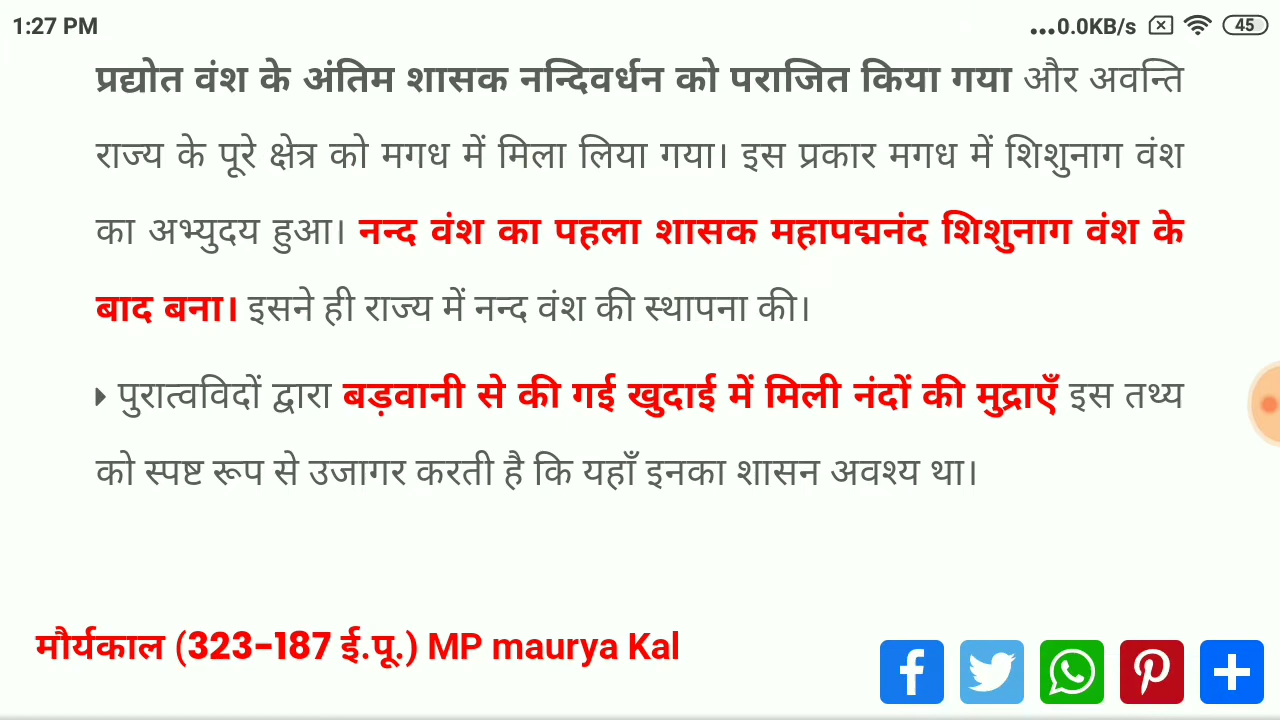 1:27 PM
...0.0KB/s
45
प्रद्योत वंश के अंतिम शासक नन्दिवर्धन को पराजित किया गया और अवन्ति
राज्य के पूरे क्षेत्र को मगध में मिला लिया गया। इस प्रकार मगध में शिशुनाग वंश
का अभ्युदय हुआ। नन्द वंश का पहला शासक महापद्मनंद शिशुनाग वंश के
बाद बना। इसने ही राज्य में नन्द वंश की स्थापना की।
पुरात्वविदों द्वारा बड़वानी से की गई खुदाई में मिली नंदों की मुद्राएँ इस तथ्य
को स्पष्ट रूप से उजागर करती है कि यहाँ इनका शासन अवश्य था।
मौर्यकाल (323-187 ई.पू.) MP maurya Kal